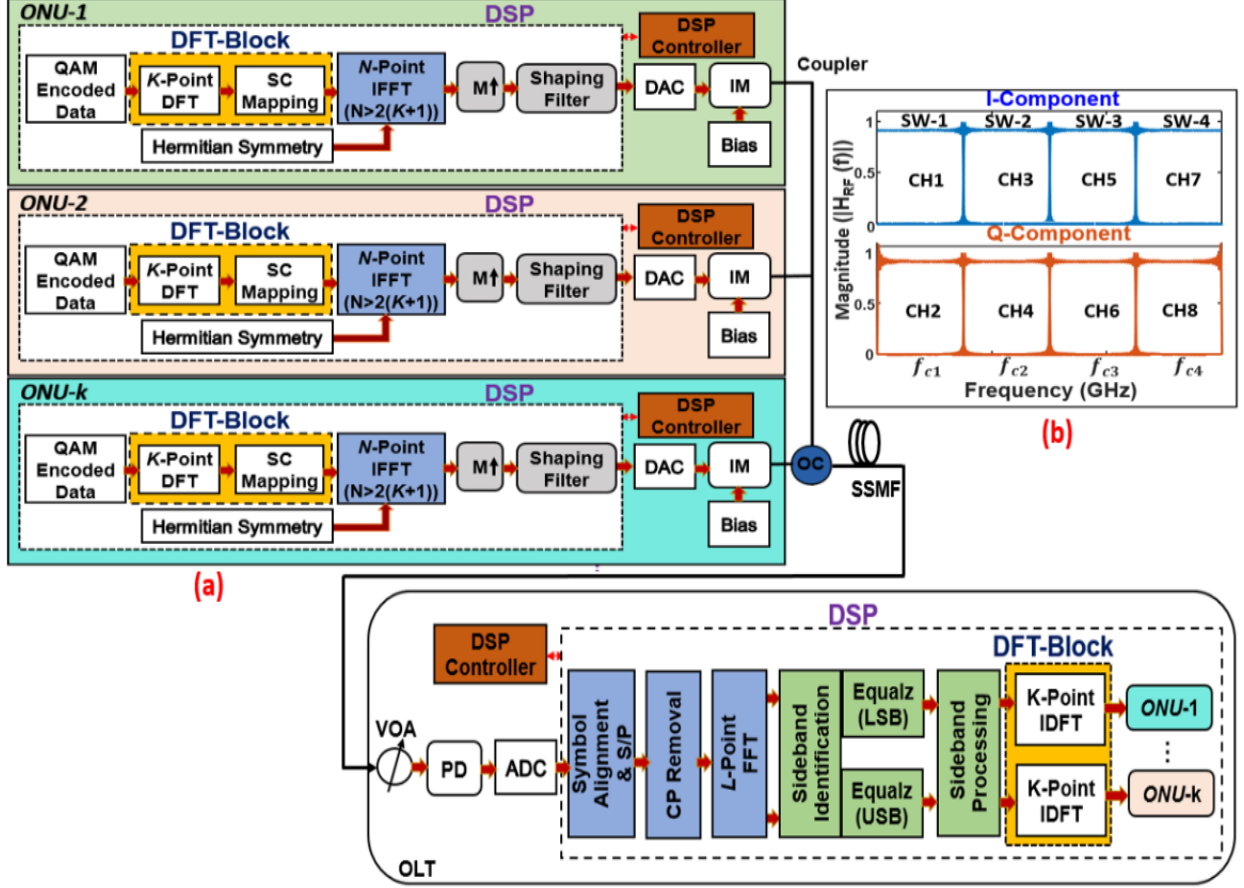 ONU-1
DSP
DFT-Block
QAM
Encoded
Data
K-Point
DFT
SC
Mapping
N-Point
IFFT
(N>2(K+1))
M↑
Shaping
Filter
DSP
Controller
DAC
IM
Bias
Hermitian Symmetry
Coupler
ONU-2
DSP
DFT-Block
QAM
Encoded
Data
K-Point
DFT
SC
Mapping
N-Point
IFFT
(N>2(K+1))
M↑
Shaping
Filter
DSP
Controller
DAC
IM
Bias
Hermitian Symmetry
ONU-k
DSP
DFT-Block
QAM
Encoded
Data
K-Point
DFT
SC
Mapping
N-Point
IFFT
(N>2(K+1))
M↑
Shaping
Filter
DSP
Controller
DAC
IM
Bias
Hermitian Symmetry
OC
SSMF
(a)
I-Component
SW-1 SW-2 SW-3 SW-4
CH1 CH3 CH5 CH7
1
0.5
0
Magnitude (|H_RF (f)|)
Q-Component
CH2 CH4 CH6 CH8
1
0.5
0
f_c1 f_c2 f_c3 f_c4
Frequency (GHz)
(b)
DSP
DSP
Controller
DFT-Block
VOA
PD
ADC
Symbol
Alignment
& S/P
CP Removal
L-Point
FFT
Sideband
Identification
Equalz
(LSB)
Equalz
(USB)
Sideband
Processing
K-Point
IDFT
K-Point
IDFT
ONU-1
⋮
ONU-k
OLT